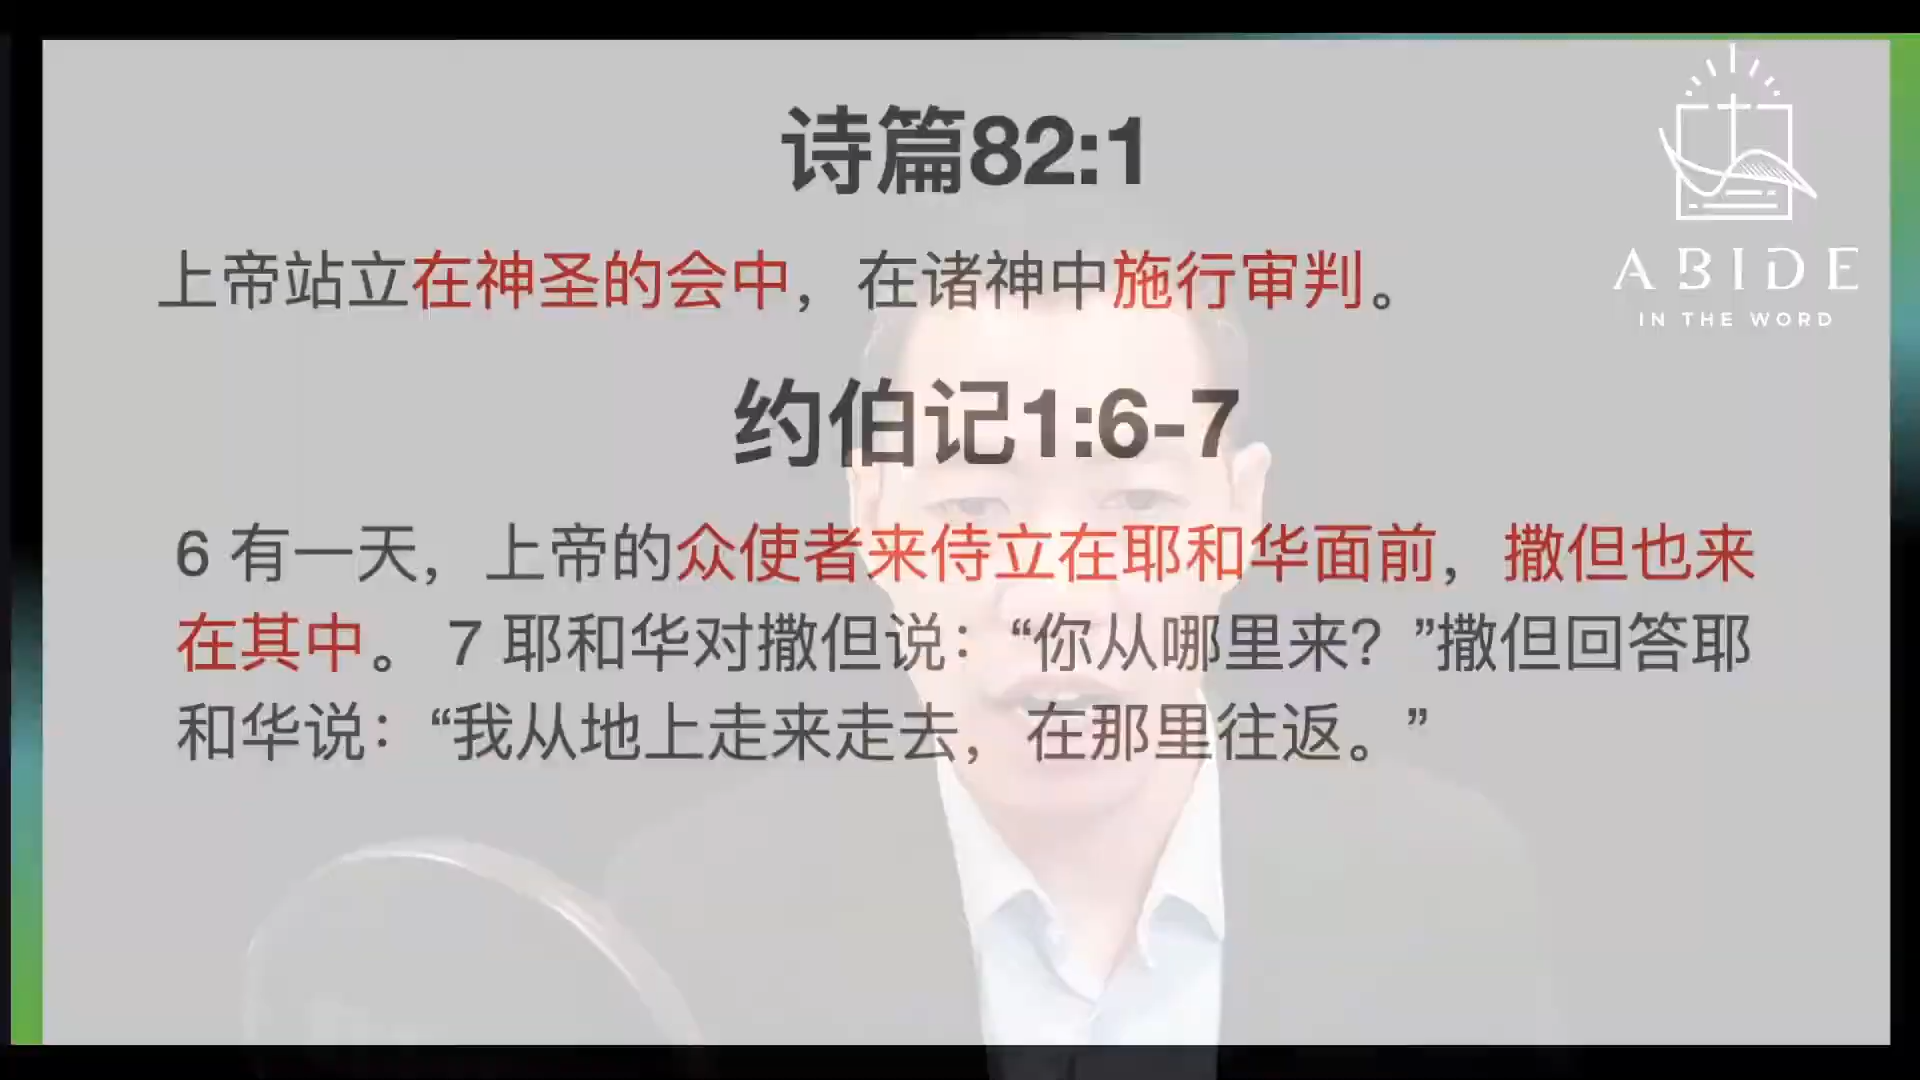 诗篇82:1
上帝站立在神圣的会中，在诸神中施行审判。
约伯记1:6-7
6 有一天，上帝的众使者来侍立在耶和华面前，撒但也来
在其中。7 耶和华对撒但说：“你从哪里来？”撒但回答耶
和华说：“我从地上走来走去，在那里往返。”
ABIDE
IN THE WORD